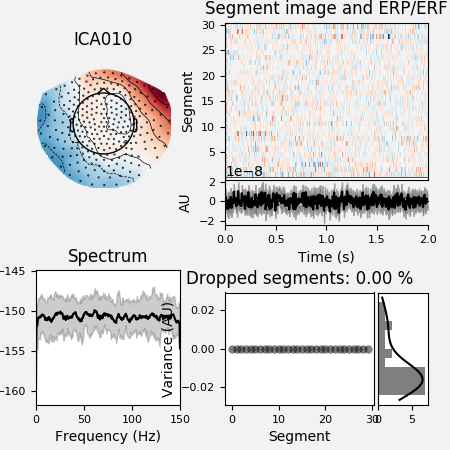 Segment image and ERP/ERF
ICA010
30
25
20
15
10
5
Segment
1e−8
2
0
−2
AU
0.0 0.5 1.0 1.5 2.0
Time (s)
Spectrum
−145
−150
−155
−160
0 50 100 150
Frequency (Hz)
Dropped segments: 0.00 %
0.02
0.00
−0.02
Variance (AU)
0 10 20 30
Segment
0 5